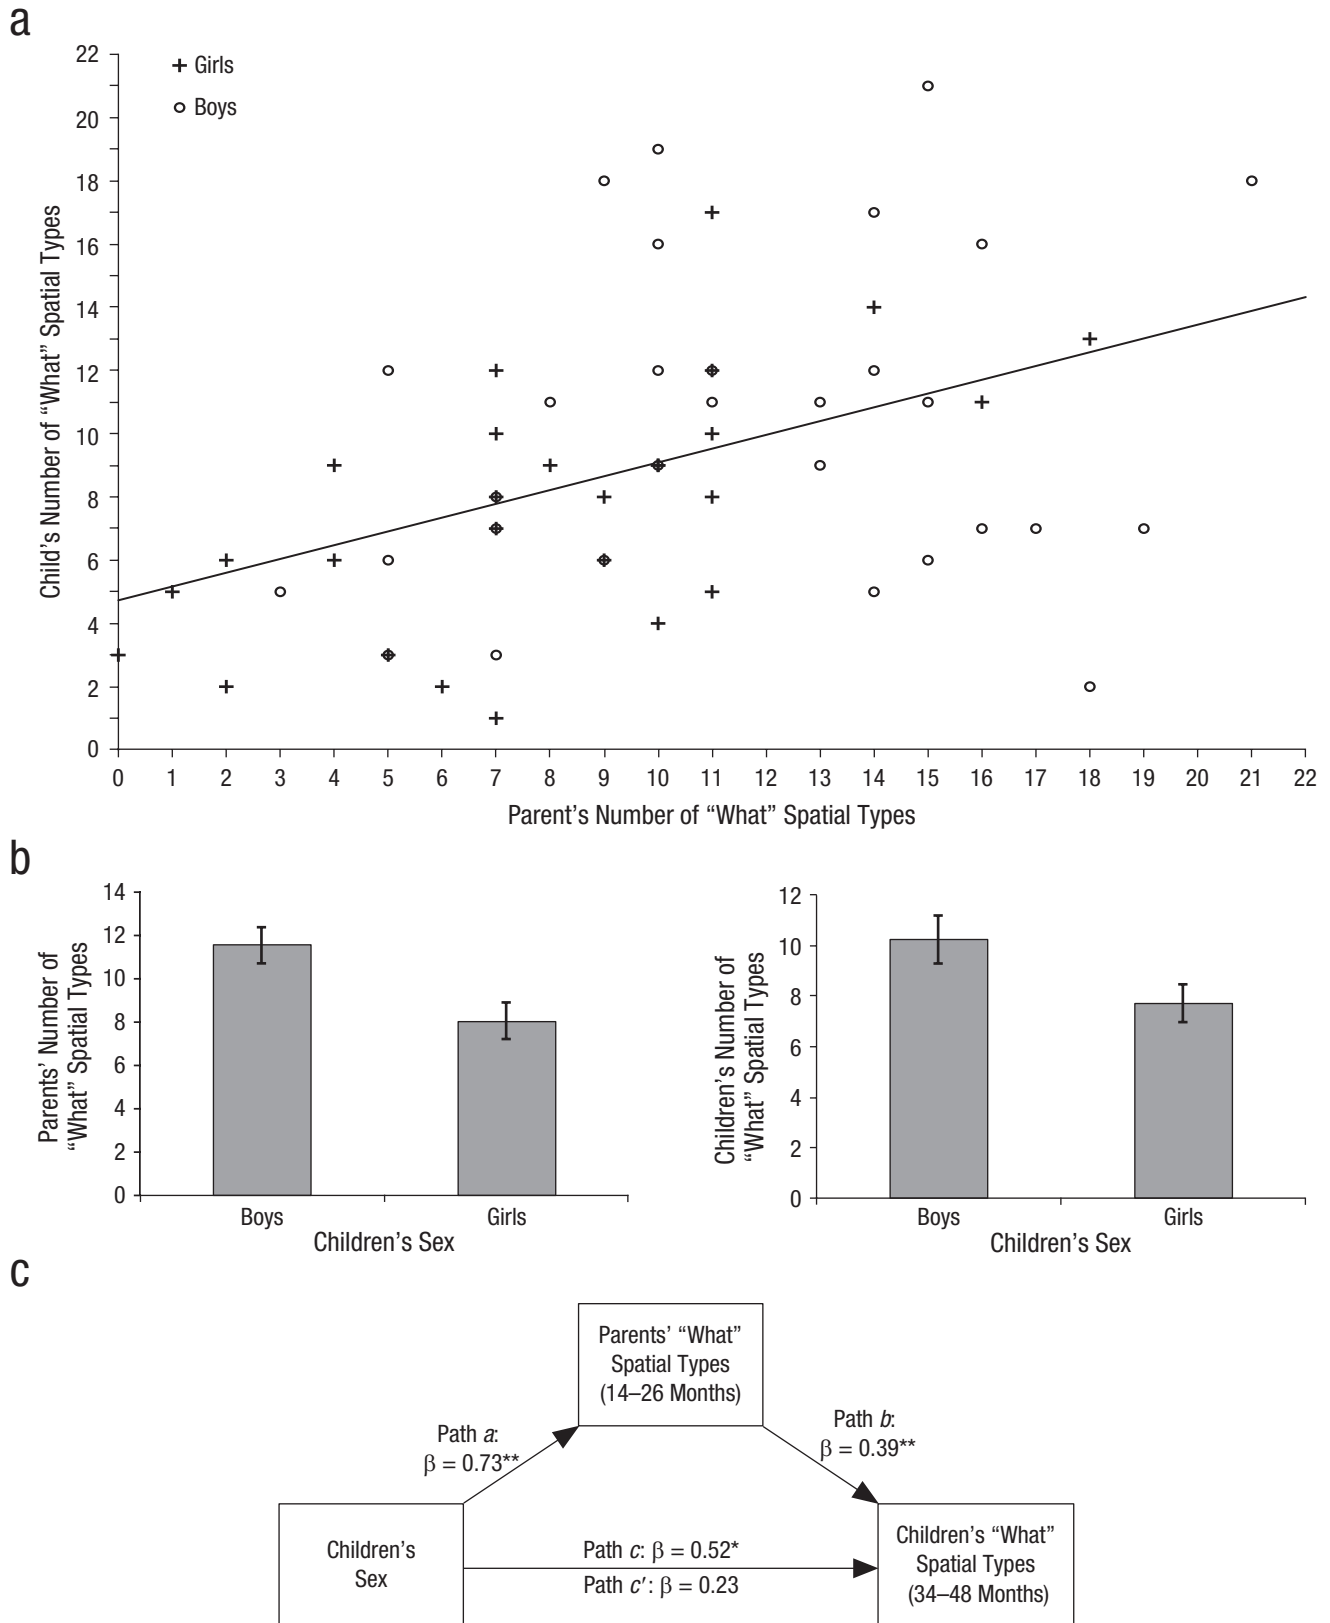 a
22
20
18
16
14
12
10
8
6
4
2
0
Girls
Boys
Child's Number of “What” Spatial Types
0 1 2 3 4 5 6 7 8 9 10 11 12 13 14 15 16 17 18 19 20 21 22
Parent's Number of “What” Spatial Types
b
Parents' Number of
“What” Spatial Types
14
12
10
8
6
4
2
0
Boys Girls
Children's Sex
Children's Number of
“What” Spatial Types
12
10
8
6
4
2
0
Boys Girls
Children's Sex
c
Parents' “What”
Spatial Types
(14–26 Months)
Path a:
β = 0.73**
Path b:
β = 0.39**
Children's
Sex
Path c: β = 0.52*
Path c′: β = 0.23
Children's “What”
Spatial Types
(34–48 Months)